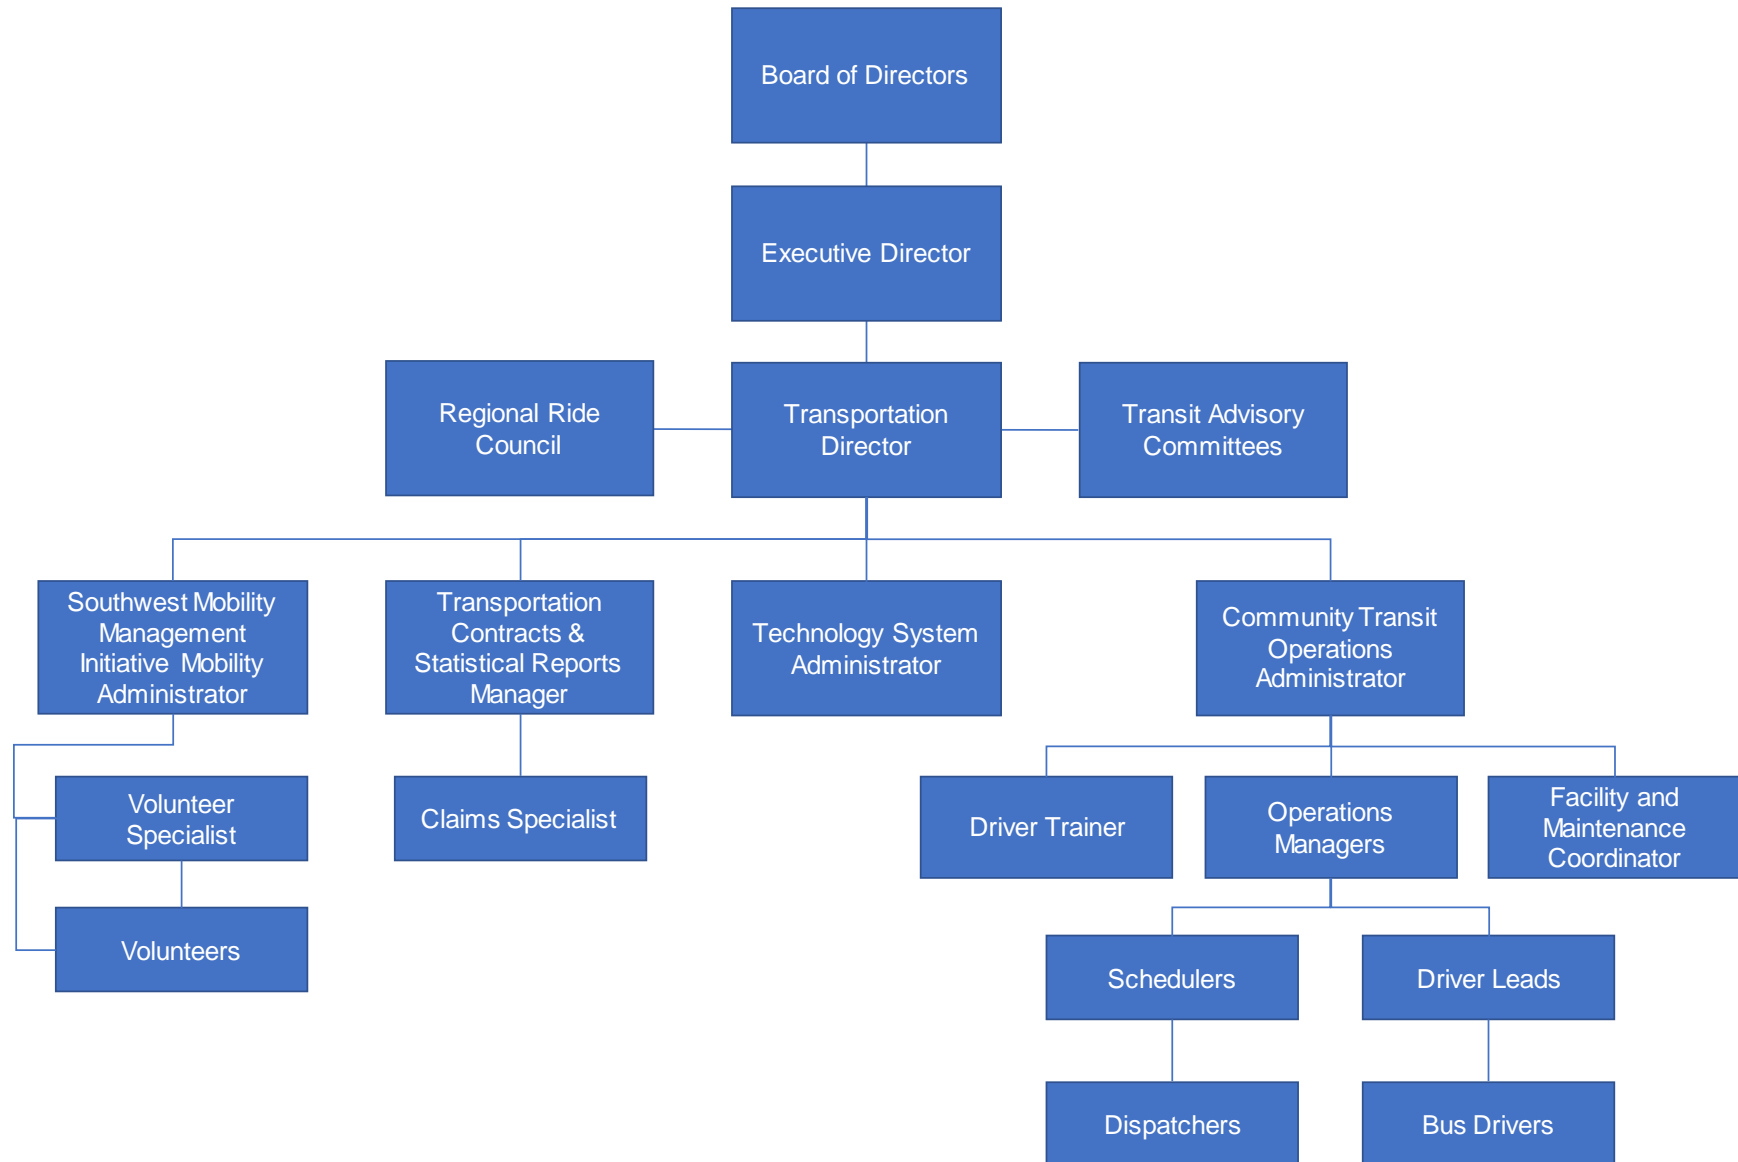 Board of Directors
Executive Director
Regional Ride
Council
Transportation
Director
Transit Advisory
Committees
Southwest Mobility
Management
Initiative Mobility
Administrator
Transportation
Contracts &
Statistical Reports
Manager
Technology System
Administrator
Community Transit
Operations
Administrator
Volunteer
Specialist
Claims Specialist
Driver Trainer
Operations
Managers
Facility and
Maintenance
Coordinator
Volunteers
Schedulers
Driver Leads
Dispatchers
Bus Drivers